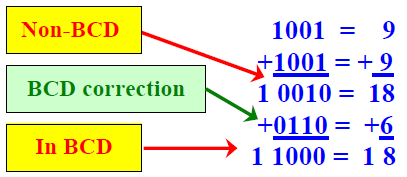 Non-BCD
BCD correction
In BCD
1001 = 9
+1001 = + 9
1 0010 = 18
+0110 = +6
1 1000 = 1 8